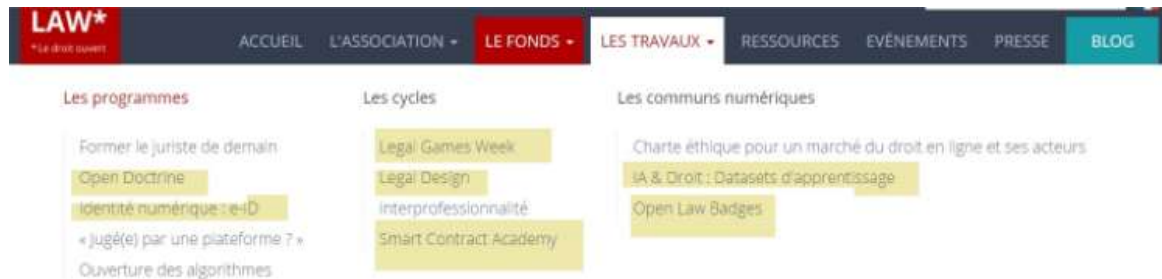 LAW*
*Le droit ouvert
ACCUEIL L'ASSOCIATION LE FONDS LES TRAVAUX RESSOURCES EVÉNEMENTS PRESSE BLOG
Les programmes
Former le juriste de demain
Open Doctrine
Identité numérique : e-ID
« Jugé(e) par une plateforme ? »
Ouverture des algorithmes
Les cycles
Legal Games Week
Legal Design
Interprofessionnalité
Smart Contract Academy
Les communs numériques
Charte éthique pour un marché du droit en ligne et ses acteurs
IA & Droit : Datasets d'apprentissage
Open Law Badges